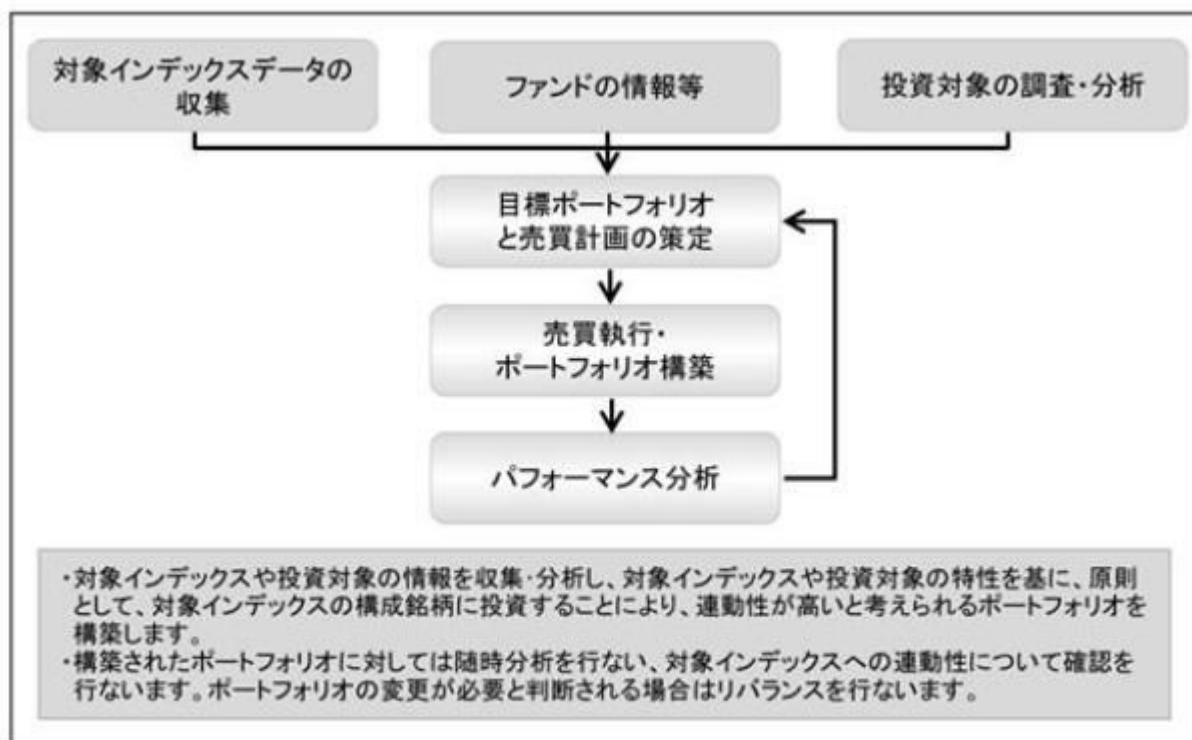 対象インデックスデータの
収集
ファンドの情報等
投資対象の調査・分析
目標ポートフォリオ
と売買計画の策定
売買執行・
ポートフォリオ構築
パフォーマンス分析
・対象インデックスや投資対象の情報を収集・分析し、対象インデックスや投資対象の特性を基に、原則
として、対象インデックスの構成銘柄に投資することにより、連動性が高いと考えられるポートフォリオを
構築します。
・構築されたポートフォリオに対しては随時分析を行ない、対象インデックスへの連動性について確認を
行ないます。ポートフォリオの変更が必要と判断される場合はリバランスを行ないます。